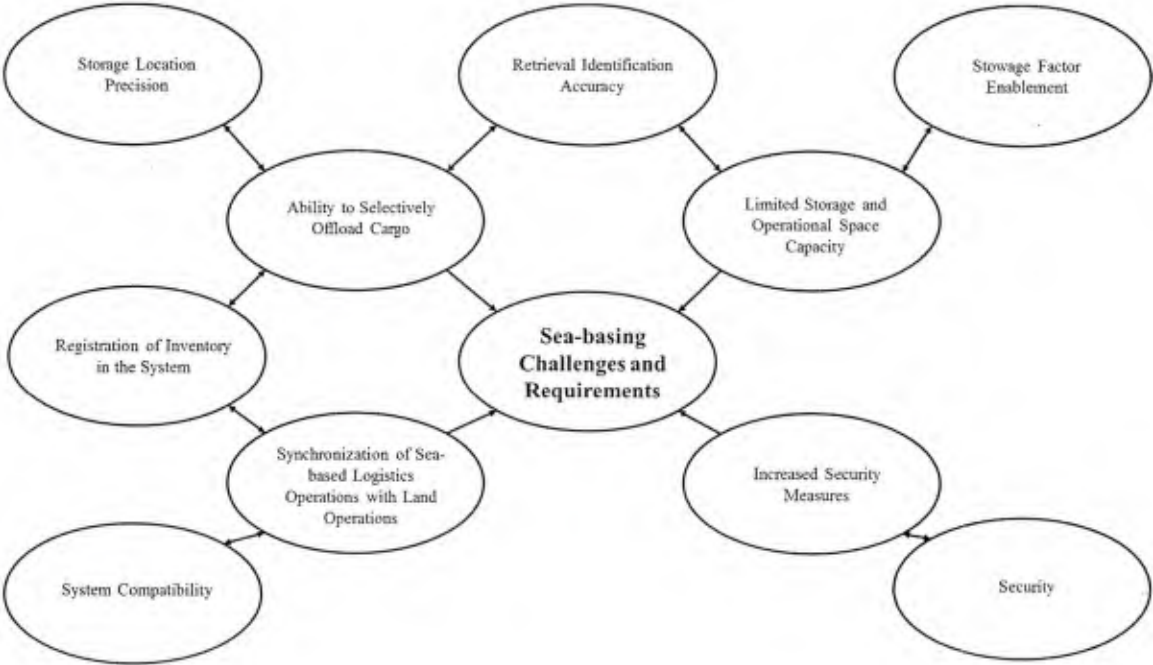 Storage Location
Precision
Retrieval Identification
Accuracy
Stowage Factor
Enablement
Ability to Selectively
Offload Cargo
Limited Storage and
Operational Space
Capacity
Registration of Inventory
in the System
Sea-basing
Challenges and
Requirements
Synchronization of Sea-
based Logistics
Operations with Land
Operations
Increased Security
Measures
System Compatibility
Security